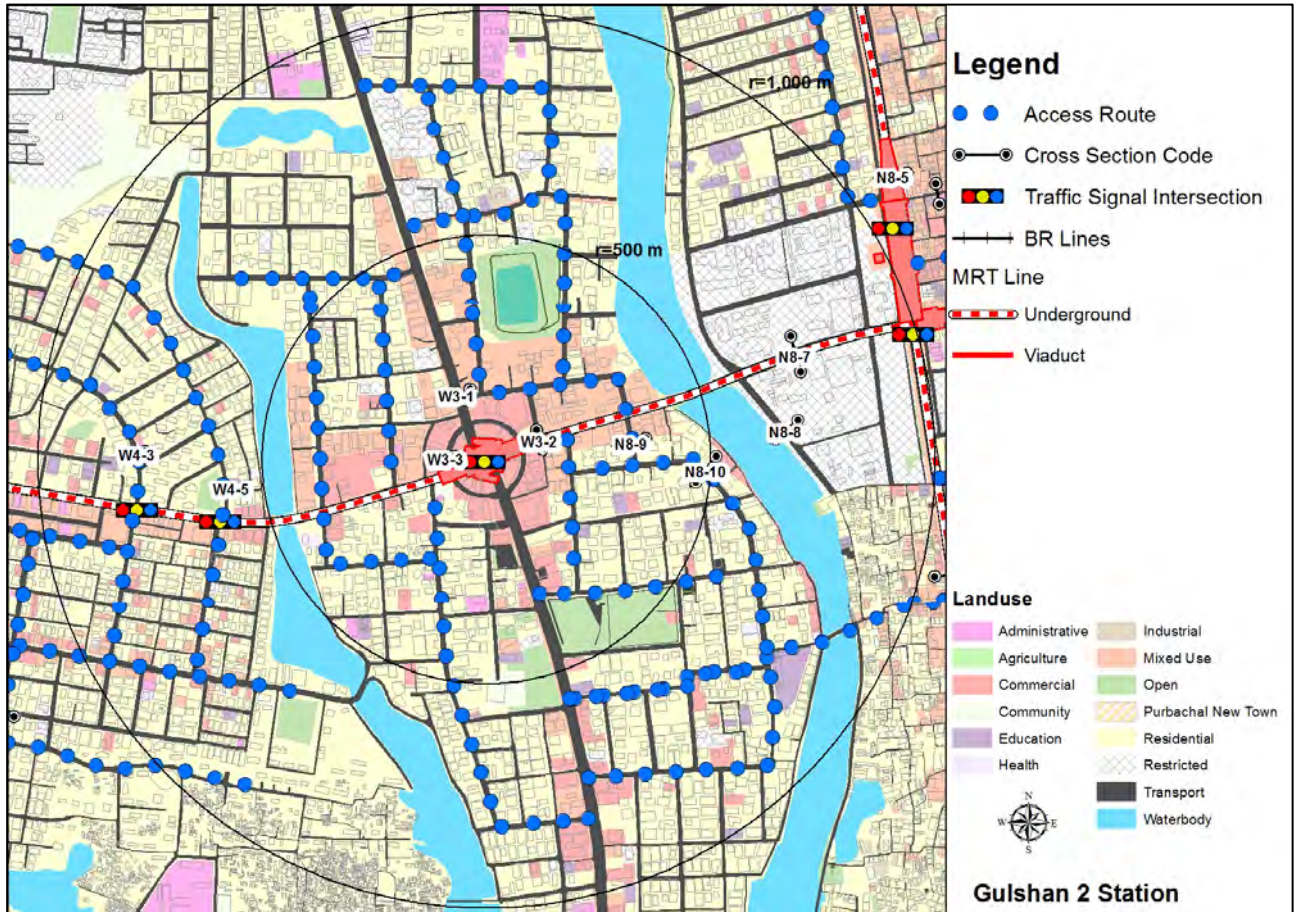 r=1,000 m
N8-5
r=500 m
N8-7
W3-1
N8-8
W3-2
N8-9
W3-3
N8-10
W4-3
W4-5
Legend
Access Route
Cross Section Code
Traffic Signal Intersection
BR Lines
MRT Line
Underground
Viaduct
Landuse
Administrative
Agriculture
Commercial
Community
Education
Health
Industrial
Mixed Use
Open
Purbachal New Town
Residential
Restricted
Transport
Waterbody
N
W E
S
Gulshan 2 Station